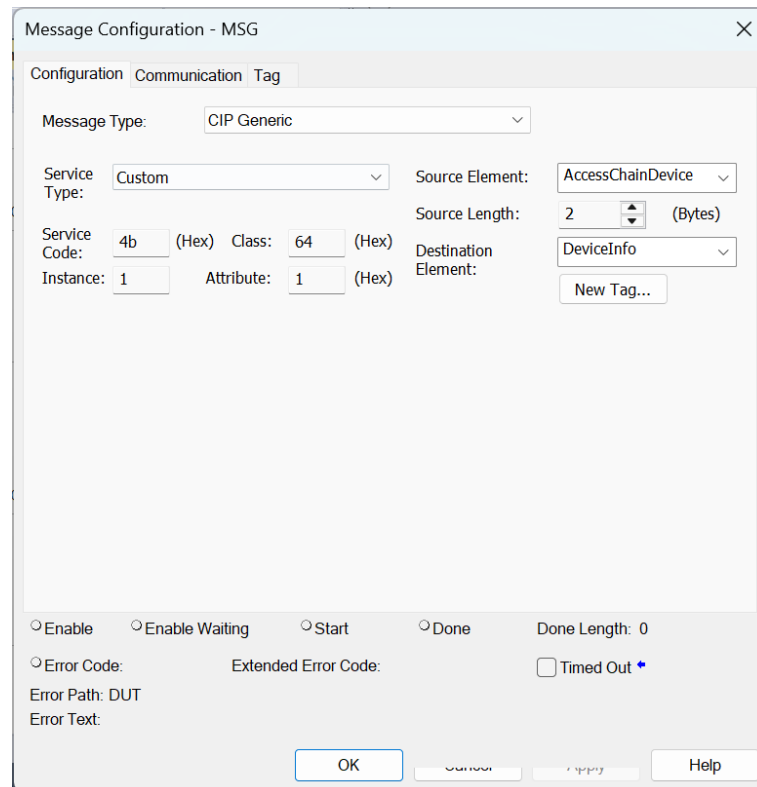 Message Configuration - MSG
Configuration Communication Tag
Message Type: CIP Generic
Service Type: Custom
Source Element: AccessChainDevice
Source Length: 2 (Bytes)
Service Code: 4b (Hex) Class: 64 (Hex)
Destination Element: DeviceInfo
Instance: 1 Attribute: 1 (Hex)
New Tag...
Enable Enable Waiting Start Done Done Length: 0
Error Code: Extended Error Code: Timed Out
Error Path: DUT
Error Text:
OK Cancel Apply Help